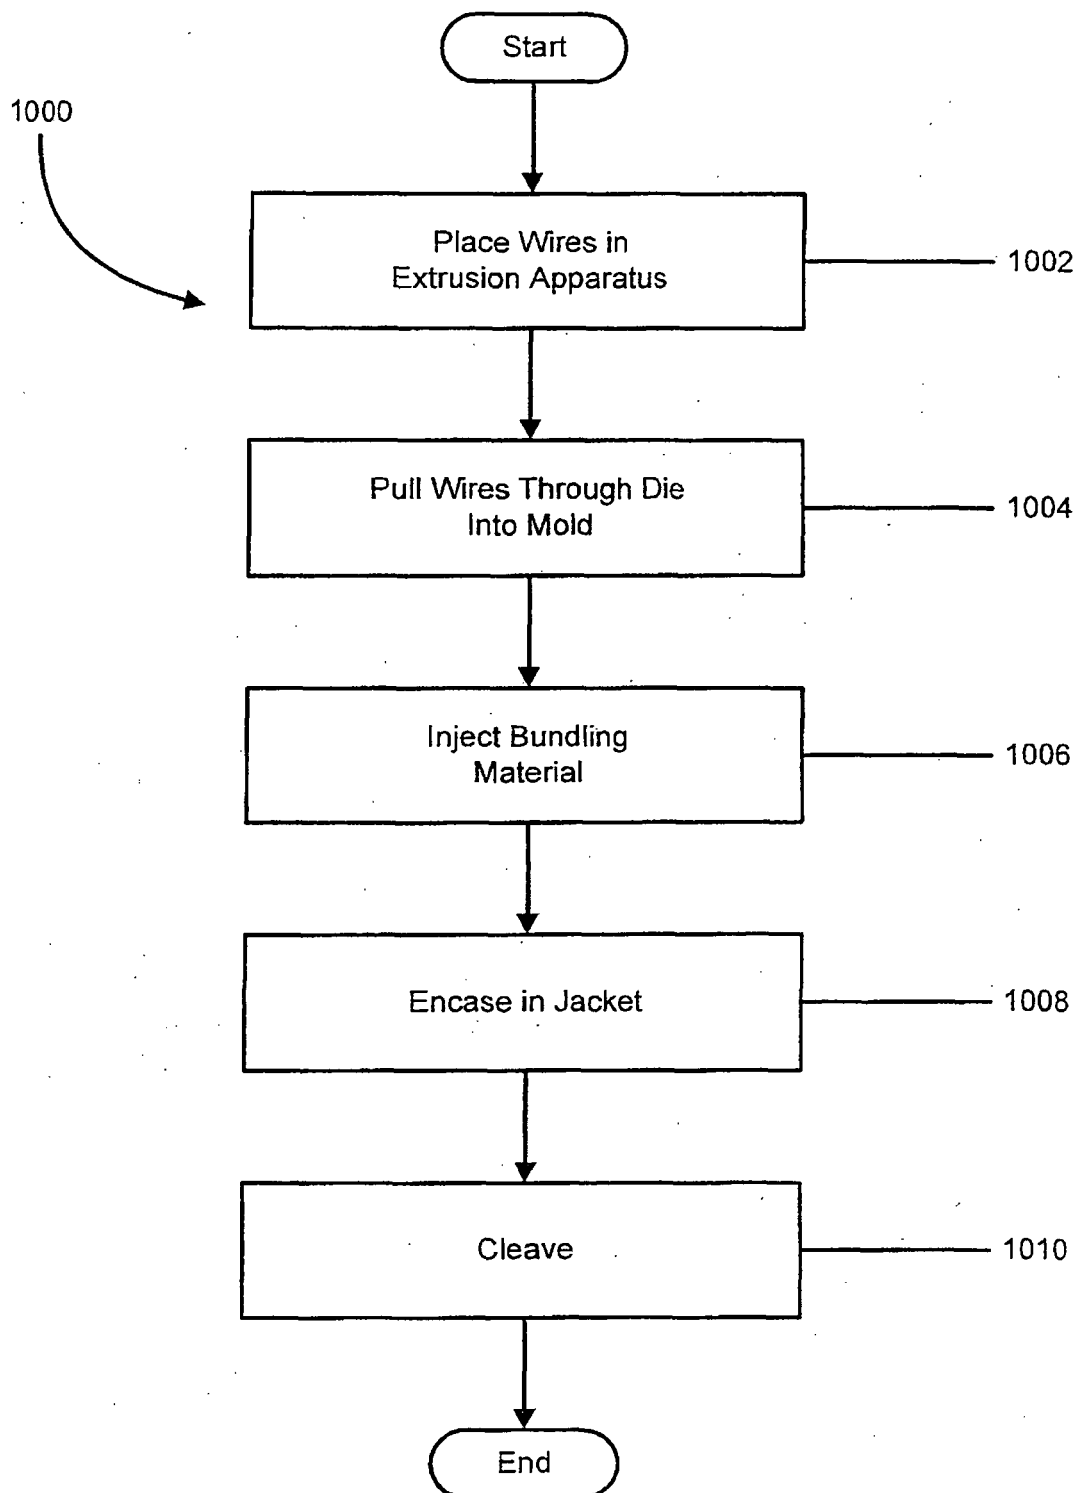 Start
1000
Place Wires in
Extrusion Apparatus
1002
Pull Wires Through Die
Into Mold
1004
Inject Bundling
Material
1006
Encase in Jacket
1008
Cleave
1010
End